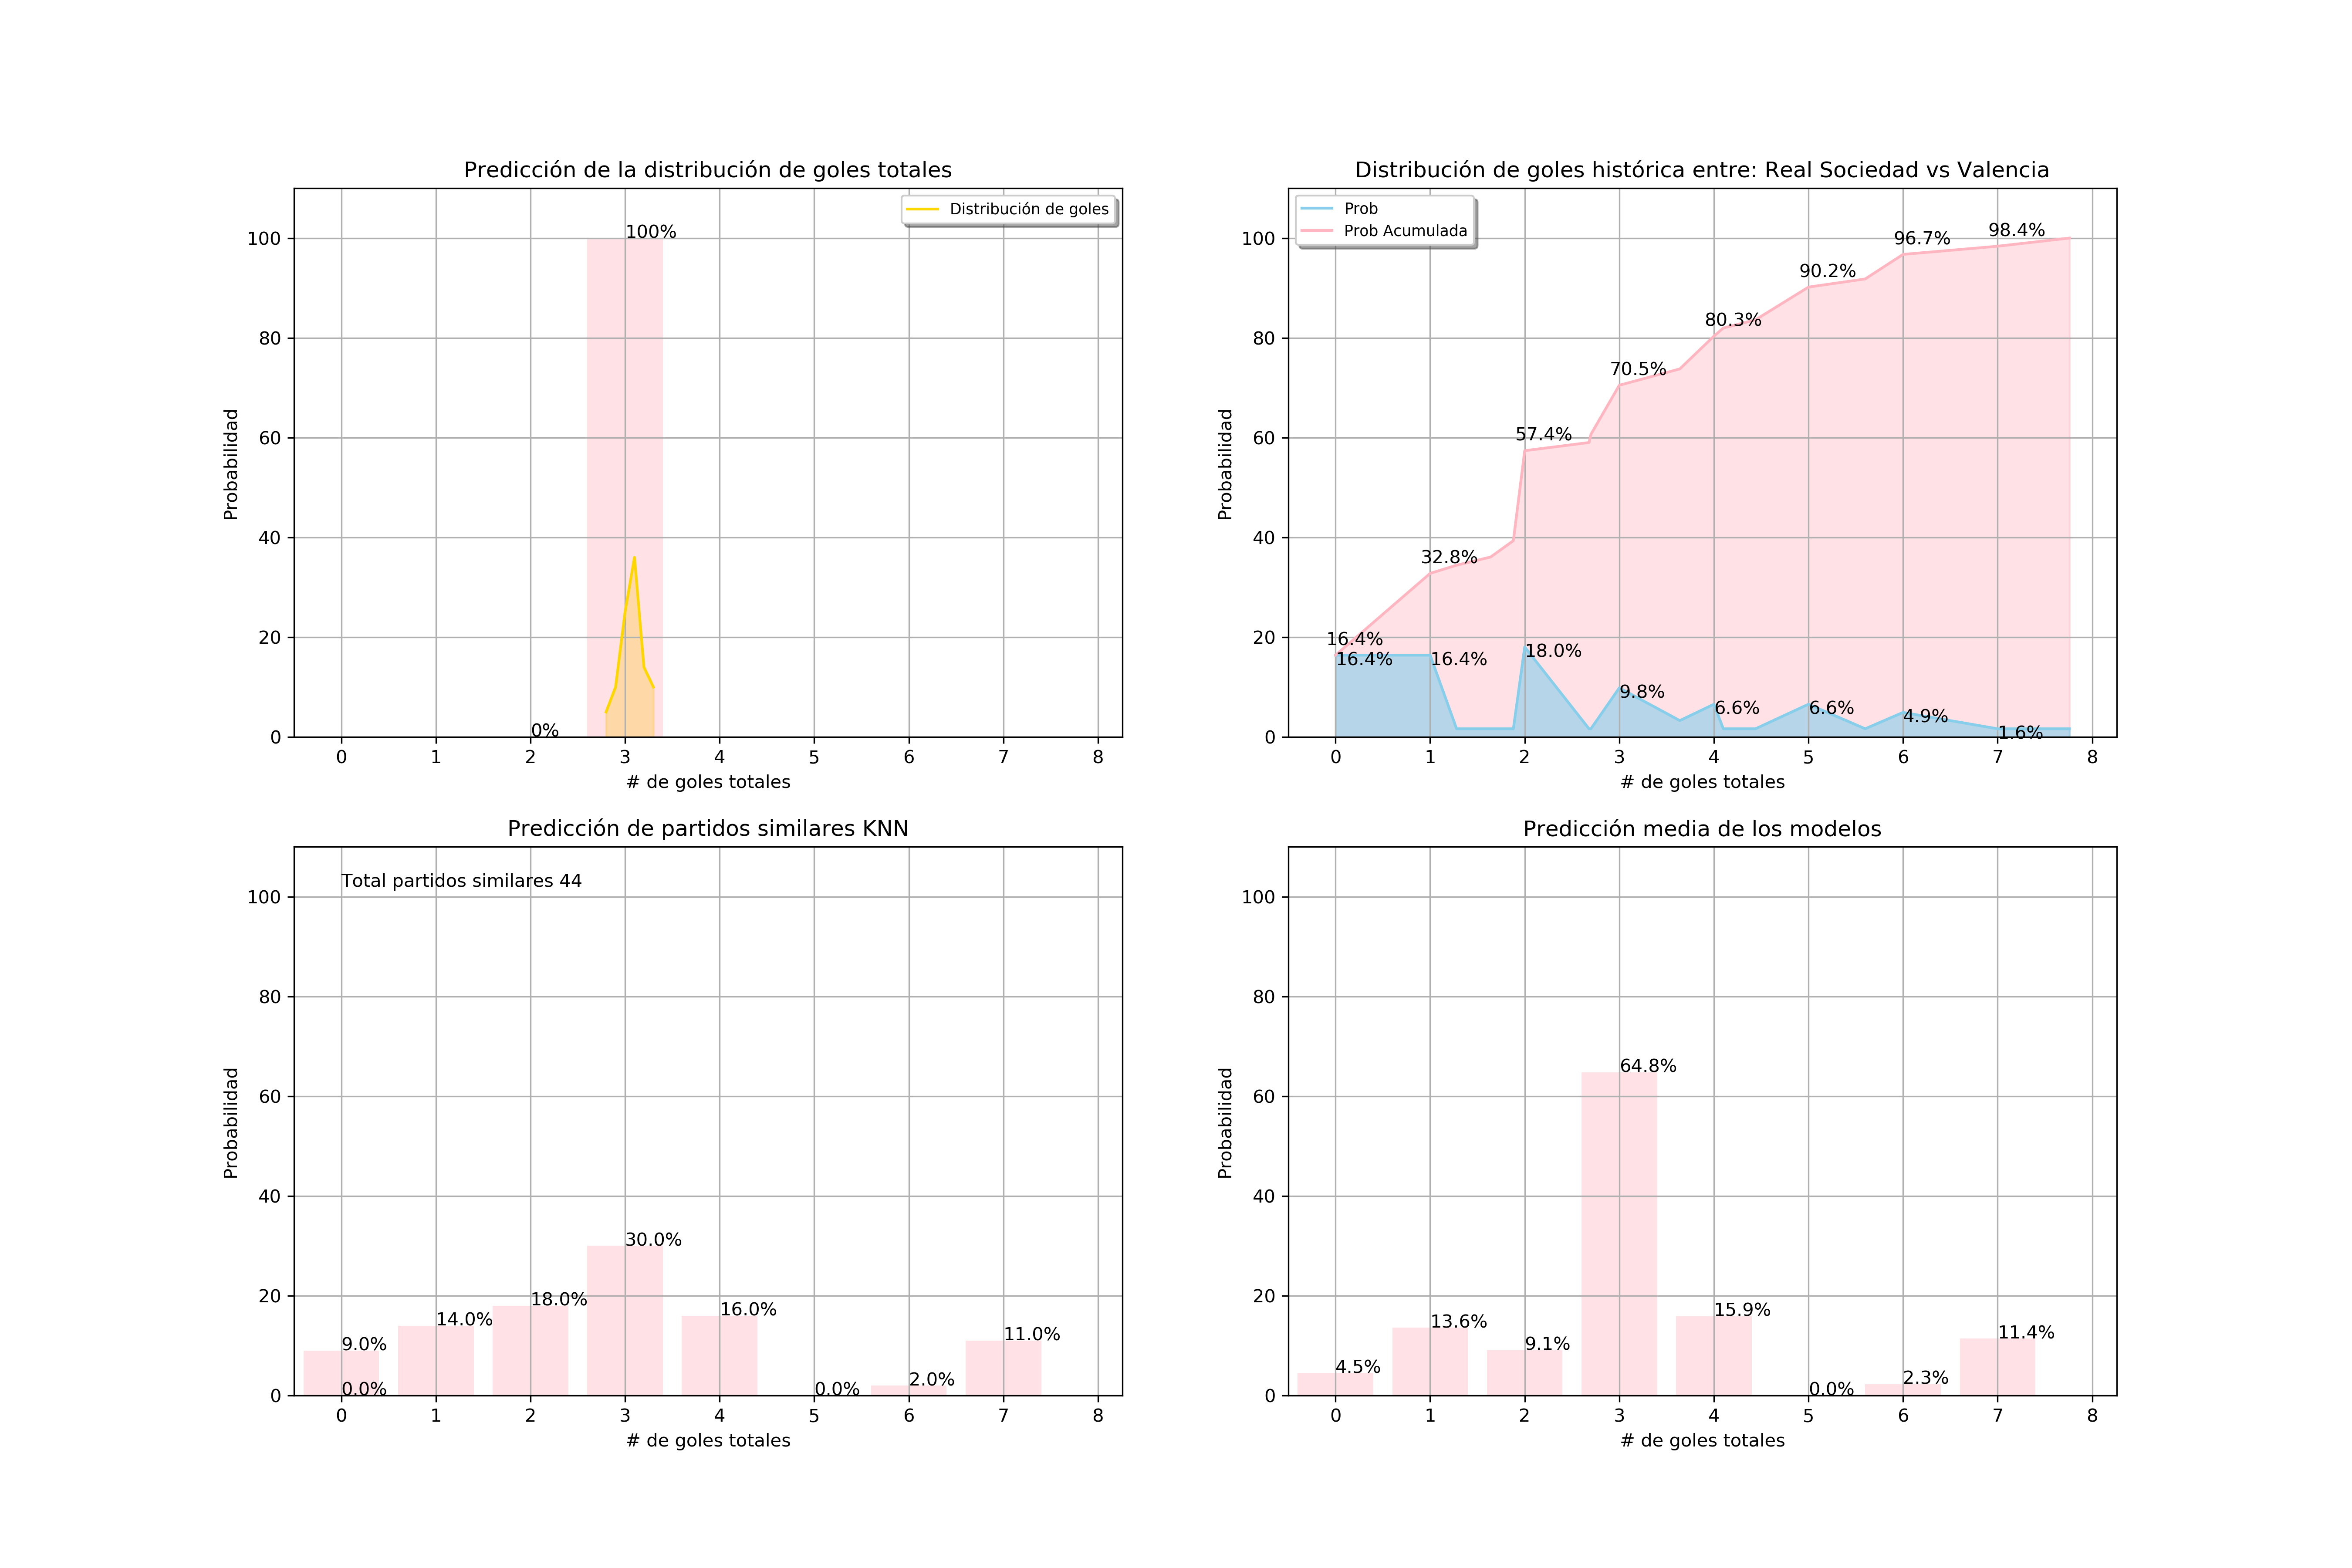 Predicción de la distribución de goles totales
Distribución de goles
100%
0%
100
80
60
40
20
0
Probabilidad
0 1 2 3 4 5 6 7 8
# de goles totales
Distribución de goles histórica entre: Real Sociedad vs Valencia
Prob
Prob Acumulada
16.4%
32.8%
57.4%
70.5%
80.3%
90.2%
96.7%
98.4%
16.4%
16.4%
18.0%
9.8%
6.6%
6.6%
4.9%
1.6%
100
80
60
40
20
0
Probabilidad
0 1 2 3 4 5 6 7 8
# de goles totales
Predicción de partidos similares KNN
Total partidos similares 44
9.0%
0.0%
14.0%
18.0%
30.0%
16.0%
0.0%
2.0%
11.0%
100
80
60
40
20
0
Probabilidad
0 1 2 3 4 5 6 7 8
# de goles totales
Predicción media de los modelos
4.5%
13.6%
9.1%
64.8%
15.9%
0.0%
2.3%
11.4%
100
80
60
40
20
0
Probabilidad
0 1 2 3 4 5 6 7 8
# de goles totales